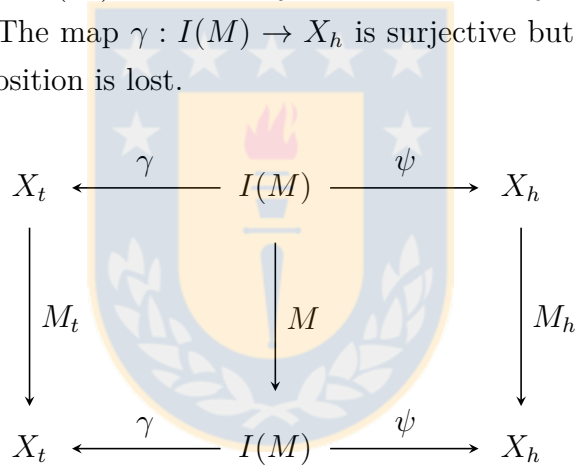 The map γ : I(M) → X_h is surjective but
osition is lost.
X_t γ I(M) ψ X_h
M_t M M_h
X_t γ I(M) ψ X_h